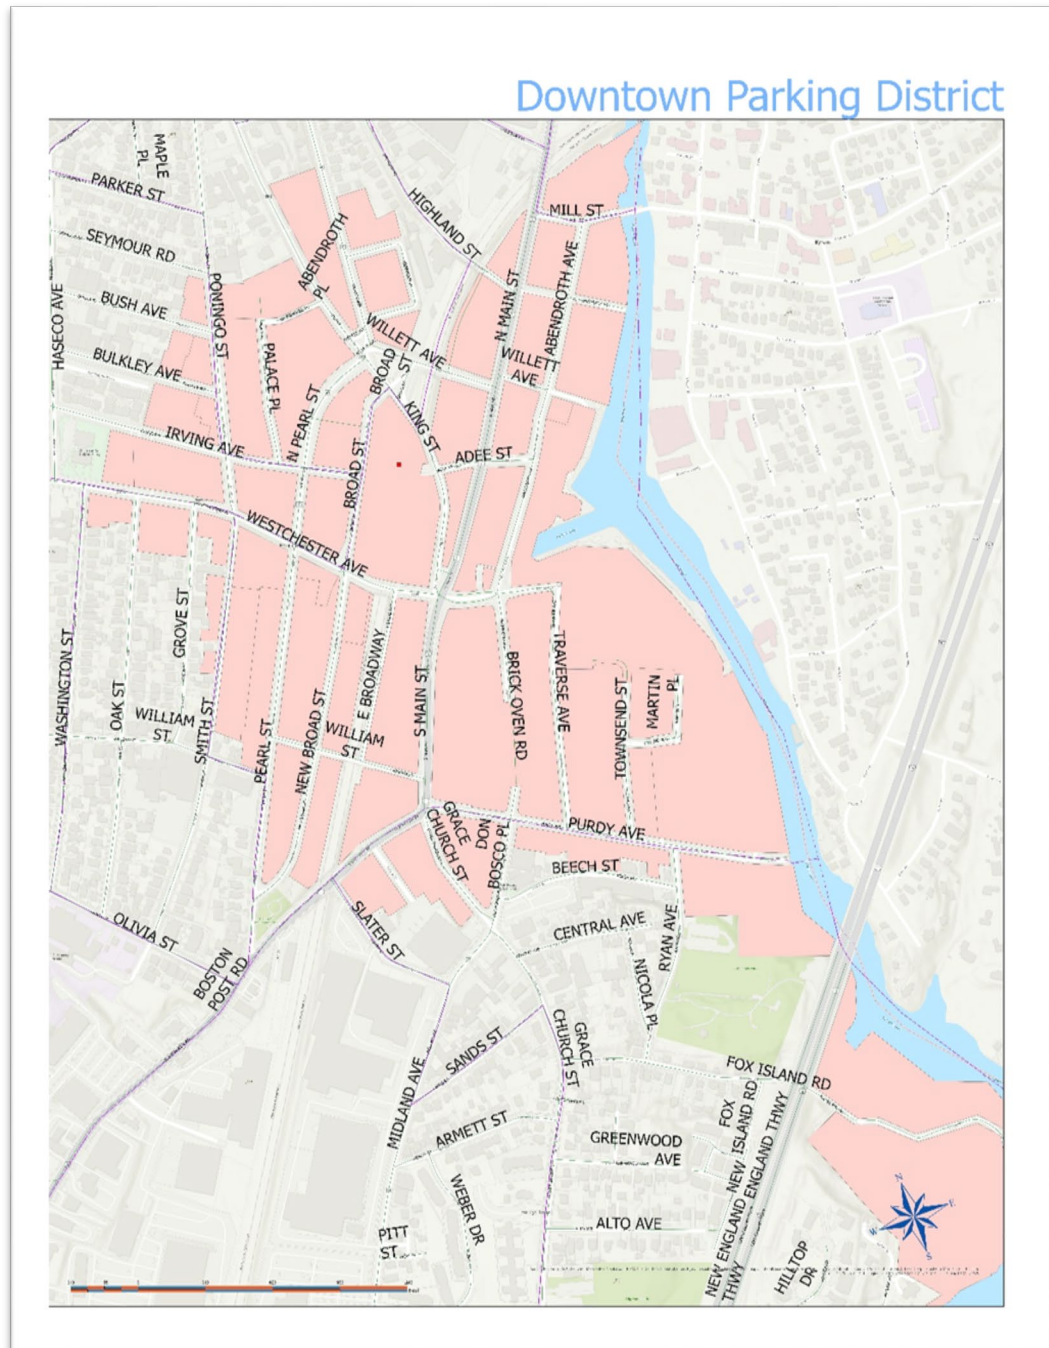 Downtown Parking District
MAPLE
PL
PARKER ST
SEYMOUR RD
BUSH AVE
BULKLEY AVE
HASECO AVE
PONINGO ST
ABENDROTH
PL
HIGHLAND ST
MILL ST
N MAIN ST
ABENDROTH AVE
WILLETT AVE
WILLETT
AVE
BROAD
ST
PALACE PL
N PEARL ST
KING ST
IRVING AVE
BROAD ST
ADEE ST
WESTCHESTER AVE
WASHINGTON ST
OAK ST
GROVE ST
WILLIAM
ST
SMITH ST
PEARL ST
NEW BROAD ST
E BROADWAY
WILLIAM
ST
S MAIN ST
BRICK OVEN RD
TRAVERSE AVE
TOWNSEND ST
MARTIN
PL
GRACE
CHURCH ST
DON
BOSCO PL
PURDY AVE
BEECH ST
OLIVIA ST
BOSTON
POST RD
SLATER ST
CENTRAL AVE
RYAN AVE
NICOLA PL
MIDLAND AVE
SANDS ST
GRACE
CHURCH ST
FOX ISLAND RD
FOX
ISLAND RD
NEW ENGLAND THWY
ARMETT ST
GREENWOOD
AVE
WEBER DR
ALTO AVE
PITT
ST
NEW ENGLAND
THWY
HILLTOP
DR
N
E
S
W